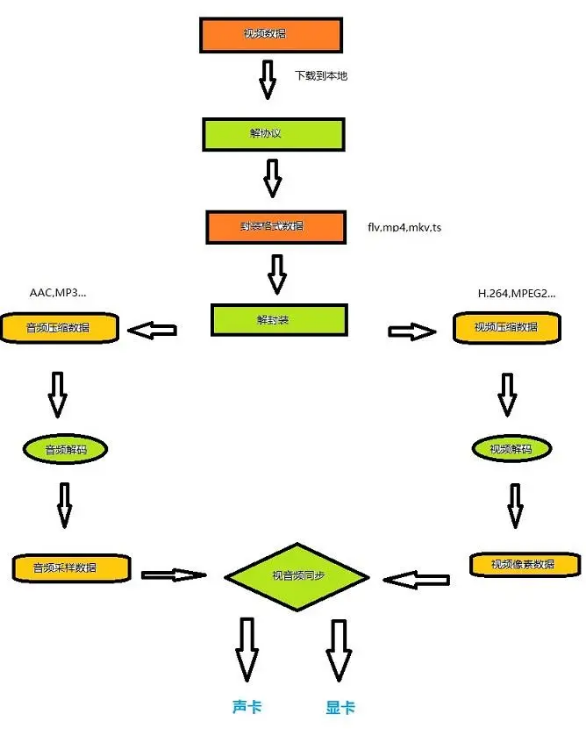 视频数据
下载到本地
解协议
封装格式数据
flv,mp4,mkv,ts
AAC,MP3...
H.264,MPEG2...
音频压缩数据
解封装
视频压缩数据
音频解码
视频解码
音频采样数据
视音频同步
视频像素数据
声卡
显卡